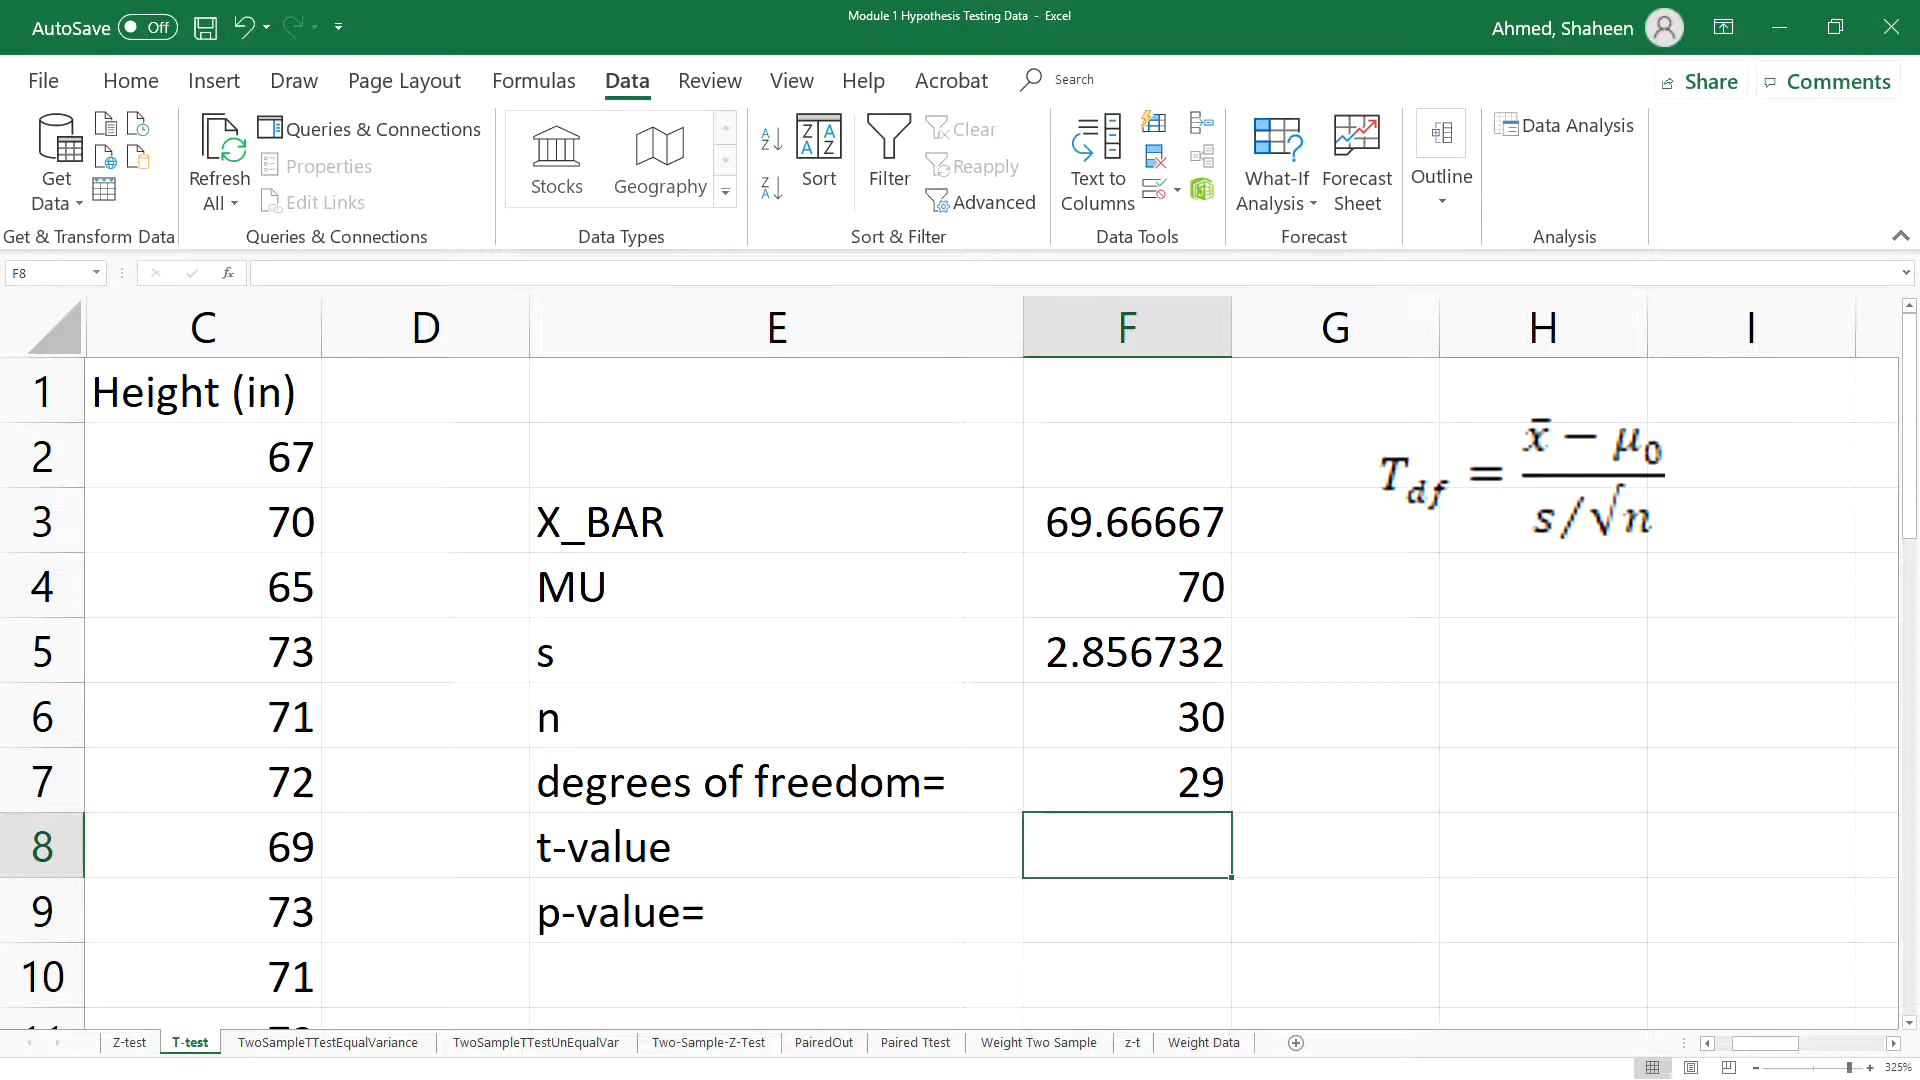 AutoSave Off
Module 1 Hypothesis Testing Data - Excel
Ahmed, Shaheen
File Home Insert Draw Page Layout Formulas Data Review View Help Acrobat Search
Share Comments
Get Data
Get & Transform Data
Refresh All
Queries & Connections
Properties
Edit Links
Queries & Connections
Stocks Geography
Data Types
Sort
Filter
Clear
Reapply
Advanced
Sort & Filter
Text to Columns
Data Tools
What-If Analysis
Forecast Sheet
Forecast
Outline
Data Analysis
Analysis
F8 fx
C D E F G H I
1 Height (in)
2 67
3 70 X_BAR 69.66667
4 65 MU 70
5 73 s 2.856732
6 71 n 30
7 72 degrees of freedom= 29
8 69 t-value
9 73 p-value=
10 71
T_df = (x̄ − μ₀) / (s/√n)
Z-test T-test TwoSampleTTestEqualVariance TwoSampleTTestUnEqualVar Two-Sample-Z-Test PairedOut Paired Ttest Weight Two Sample z-t Weight Data
325%